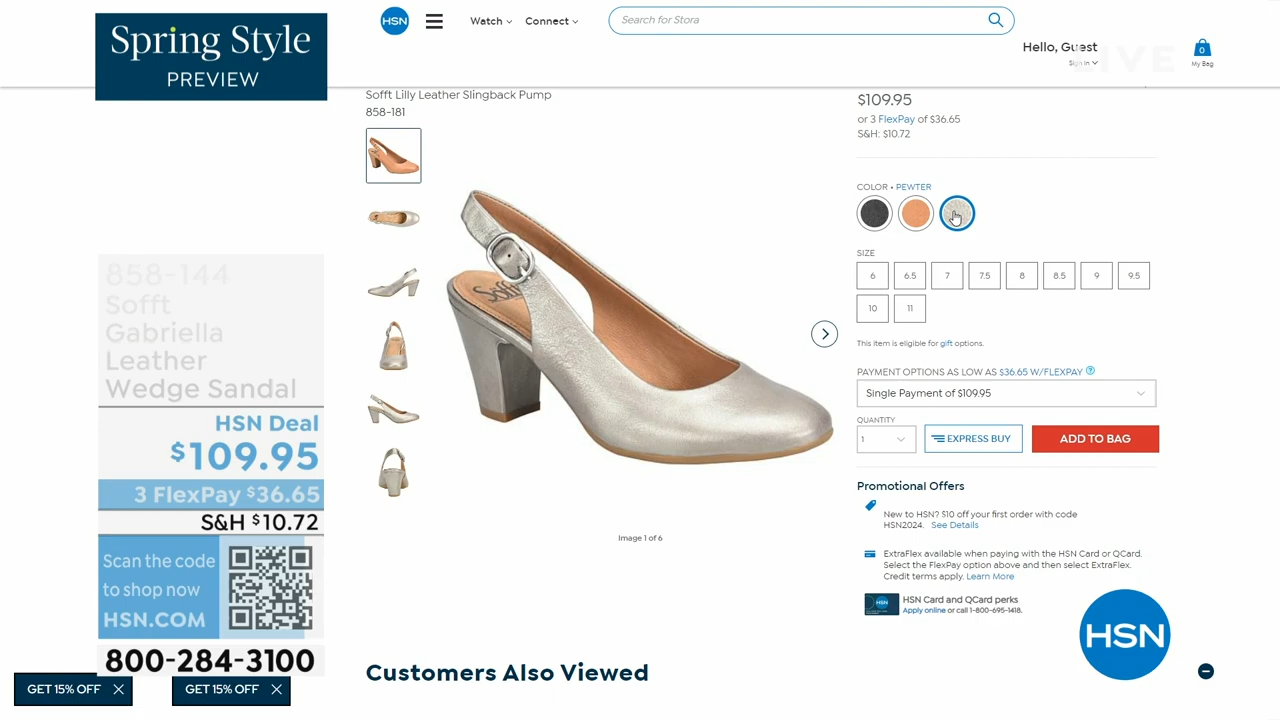 Spring Style
PREVIEW
HSN
Watch
Connect
Search for Stora
Hello, Guest
Sign In
LIVE
0
My Bag
Sofft Lilly Leather Slingback Pump
858-181
$109.95
or 3 FlexPay of $36.65
S&H: $10.72
COLOR • PEWTER
SIZE
6
6.5
7
7.5
8
8.5
9
9.5
10
11
This item is eligible for gift options.
PAYMENT OPTIONS AS LOW AS $36.65 W/FLEXPAY ?
Single Payment of $109.95
QUANTITY
1
EXPRESS BUY
ADD TO BAG
Promotional Offers
New to HSN? $10 off your first order with code
HSN2024. See Details
ExtraFlex available when paying with the HSN Card or QCard.
Select the FlexPay option above and then select ExtraFlex.
Credit terms apply. Learn More
HSN Card and QCard perks
Apply online or call 1-800-695-1418.
HSN
Söfft
Image 1 of 6
858-144
Sofft
Gabriella
Leather
Wedge Sandal
HSN Deal
$109.95
3 FlexPay $36.65
S&H $10.72
Scan the code
to shop now
HSN.COM
800-284-3100
GET 15% OFF
GET 15% OFF
Customers Also Viewed
HSN